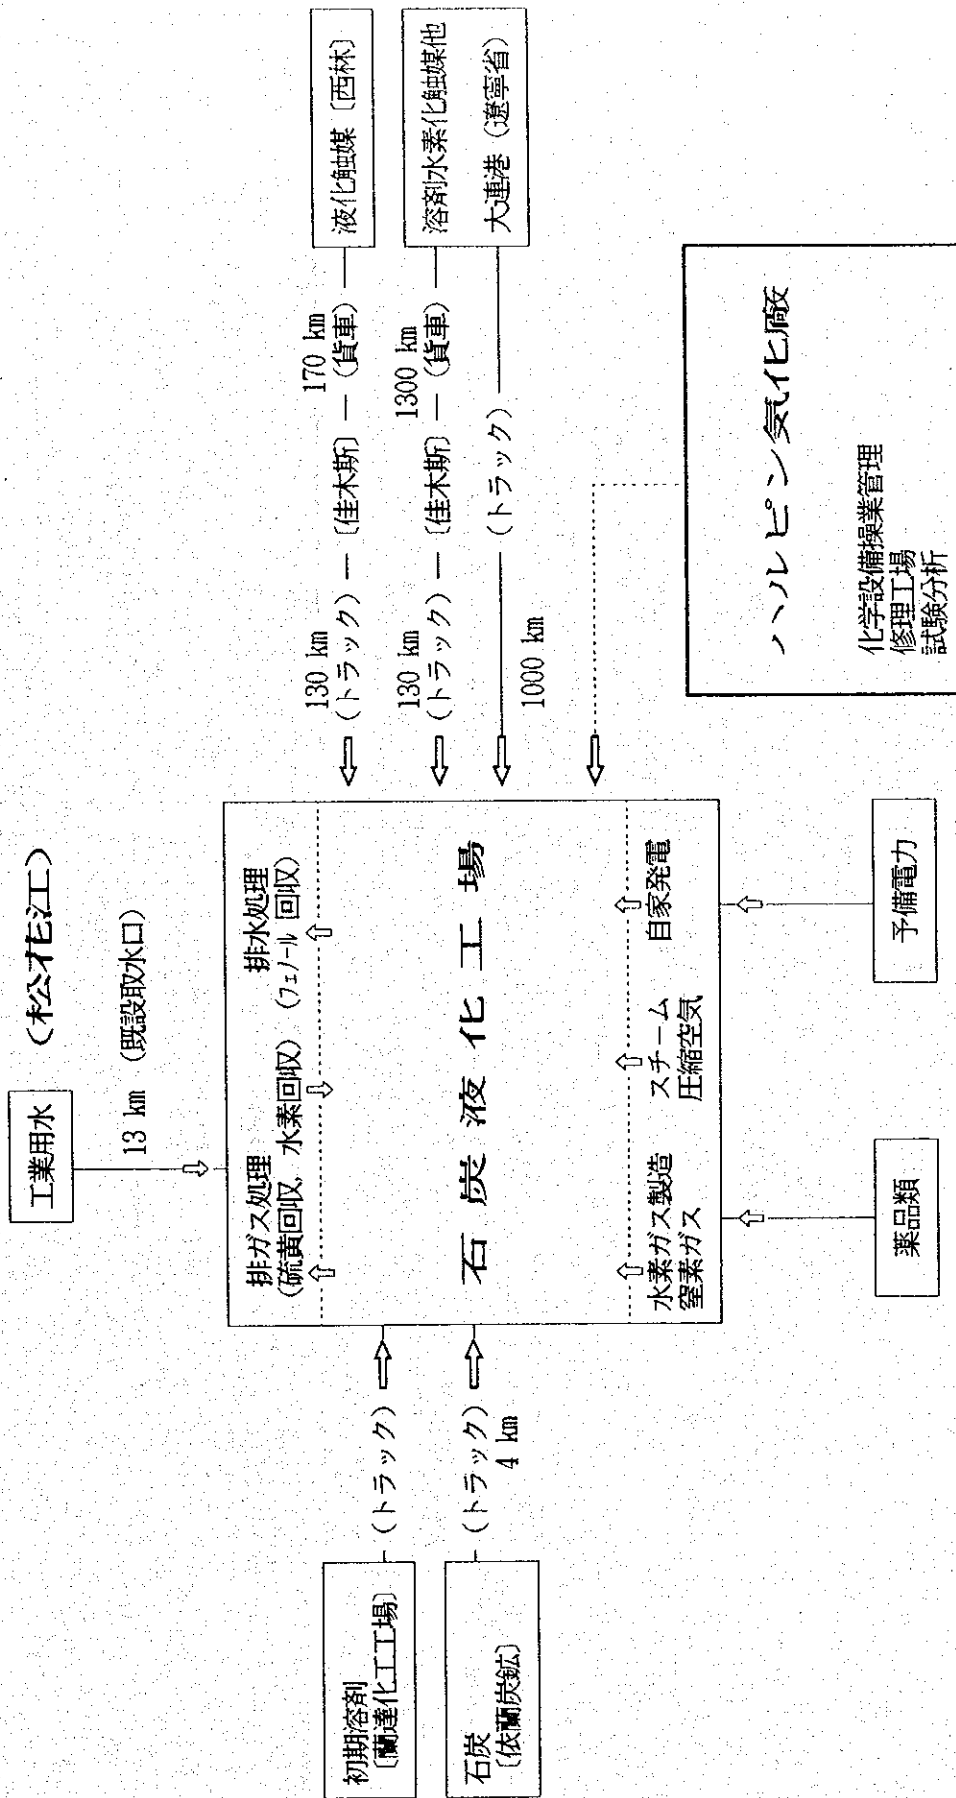 工業用水
(松花江)
13 km (既設取水口)
初期溶剤
〔蘭達化工工場〕
(トラック)
石炭
〔依蘭炭鉱〕
(トラック)
4 km
排ガス処理
(硫黄回収, 水素回収)
排水処理
(フェノール 回収)
石 炭 液 化 工 場
水素ガス製造
窒素ガス
スチーム
圧縮空気
自家発電
薬品類
予備電力
130 km
170 km
(トラック) ― 〔佳木斯〕 ― (貨車)
液化触媒〔西林〕
130 km
1300 km
(トラック) ― 〔佳木斯〕 ― (貨車)
溶剤水素化触媒他
大連港 (遼寧省)
(トラック)
1000 km
ハルピン気化廠
化学設備操業管理
修理工場
試験分析